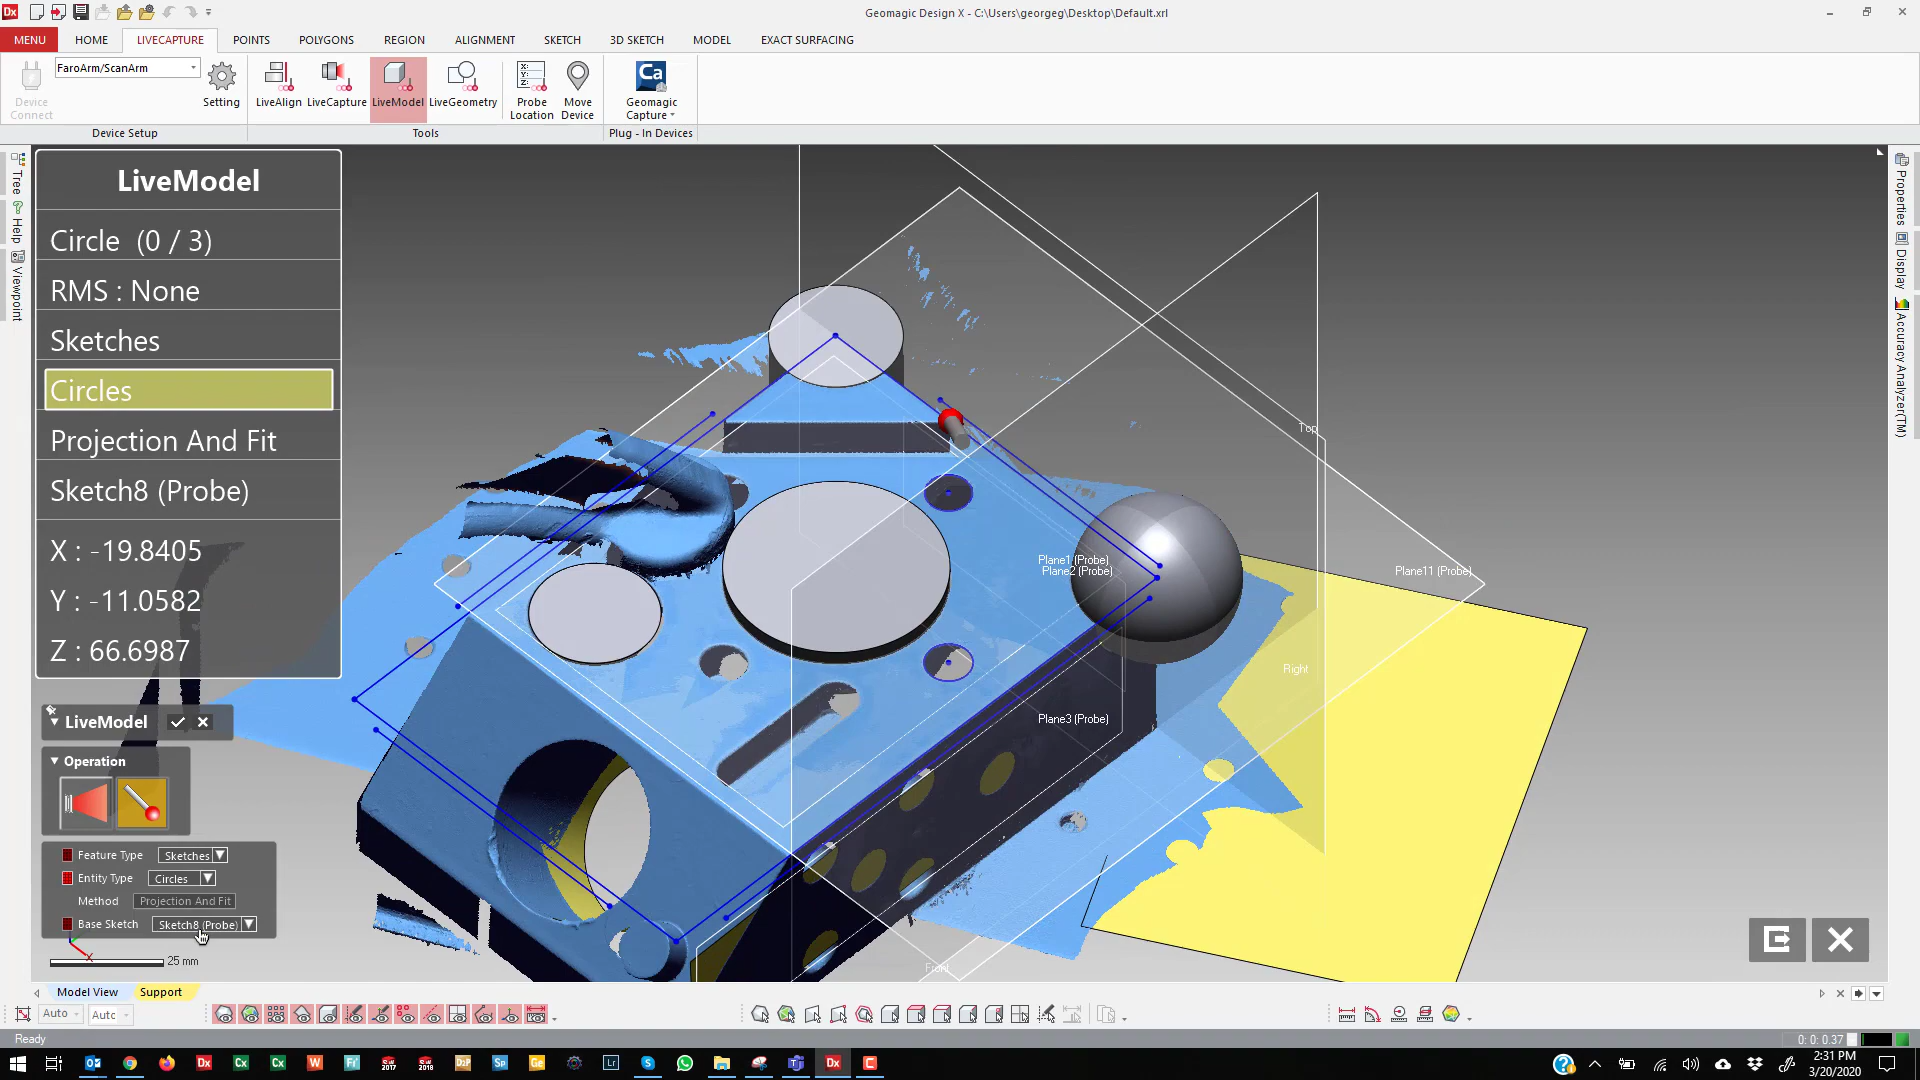 Geomagic Design X - C:\Users\georgeg\Desktop\Default.xrl
MENU HOME LIVECAPTURE POINTS POLYGONS REGION ALIGNMENT SKETCH 3D SKETCH MODEL EXACT SURFACING
FaroArm/ScanArm
Device Connect
Setting
LiveAlign LiveCapture LiveModel LiveGeometry
Probe Location
Move Device
Geomagic Capture
Device Setup Tools Plug - In Devices
Tree
Help
Viewpoint
LiveModel
Circle (0 / 3)
RMS : None
Sketches
Circles
Projection And Fit
Sketch8 (Probe)
X : -19.8405
Y : -11.0582
Z : 66.6987
LiveModel
Operation
Feature Type Sketches
Entity Type Circles
Method Projection And Fit
Base Sketch Sketch8 (Probe)
X
25 mm
Top
Plane1 (Probe)
Plane2 (Probe)
Plane11 (Probe)
Right
Plane3 (Probe)
Front
Properties
Display
Accuracy Analyzer(TM)
Model View Support
Auto Auto
Ready
0: 0: 0.37
2:31 PM
3/20/2020